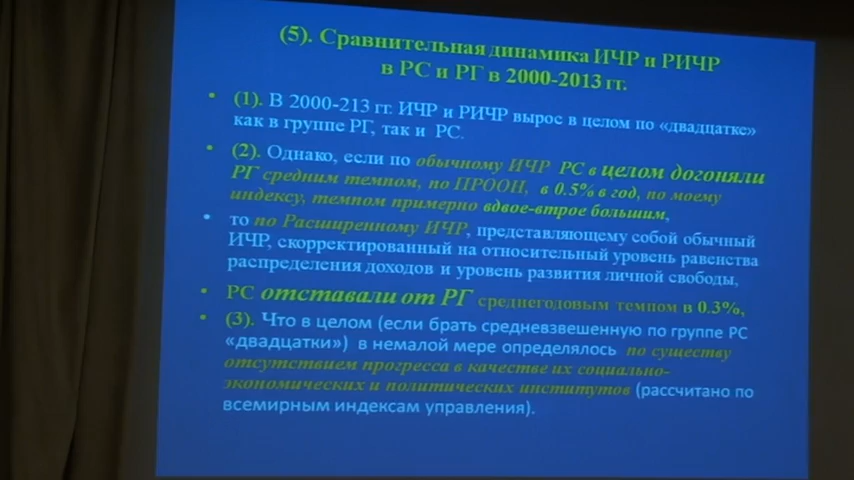 (5). Сравнительная динамика ИЧР и РИЧР
в РС и РГ в 2000-2013 гг.
• (1). В 2000-213 гг. ИЧР и РИЧР вырос в целом по «двадцатке»
как в группе РГ, так и РС.
• (2). Однако, если по обычному ИЧР РС в целом догоняли
РГ средним темпом, по ПРООН, в 0.5% в год, по моему
индексу, темпом примерно вдвое-втрое большим,
• то по Расширенному ИЧР, представляющему собой обычный
ИЧР, скорректированный на относительный уровень равенства
распределения доходов и уровень развития личной свободы,
• РС отставали от РГ среднегодовым темпом в 0.3%,
• (3). Что в целом (если брать средневзвешенную по группе РС
«двадцатки») в немалой мере определялось по существу
отсутствием прогресса в качестве их социально-
экономических и политических институтов (рассчитано по
всемирным индексам управления).